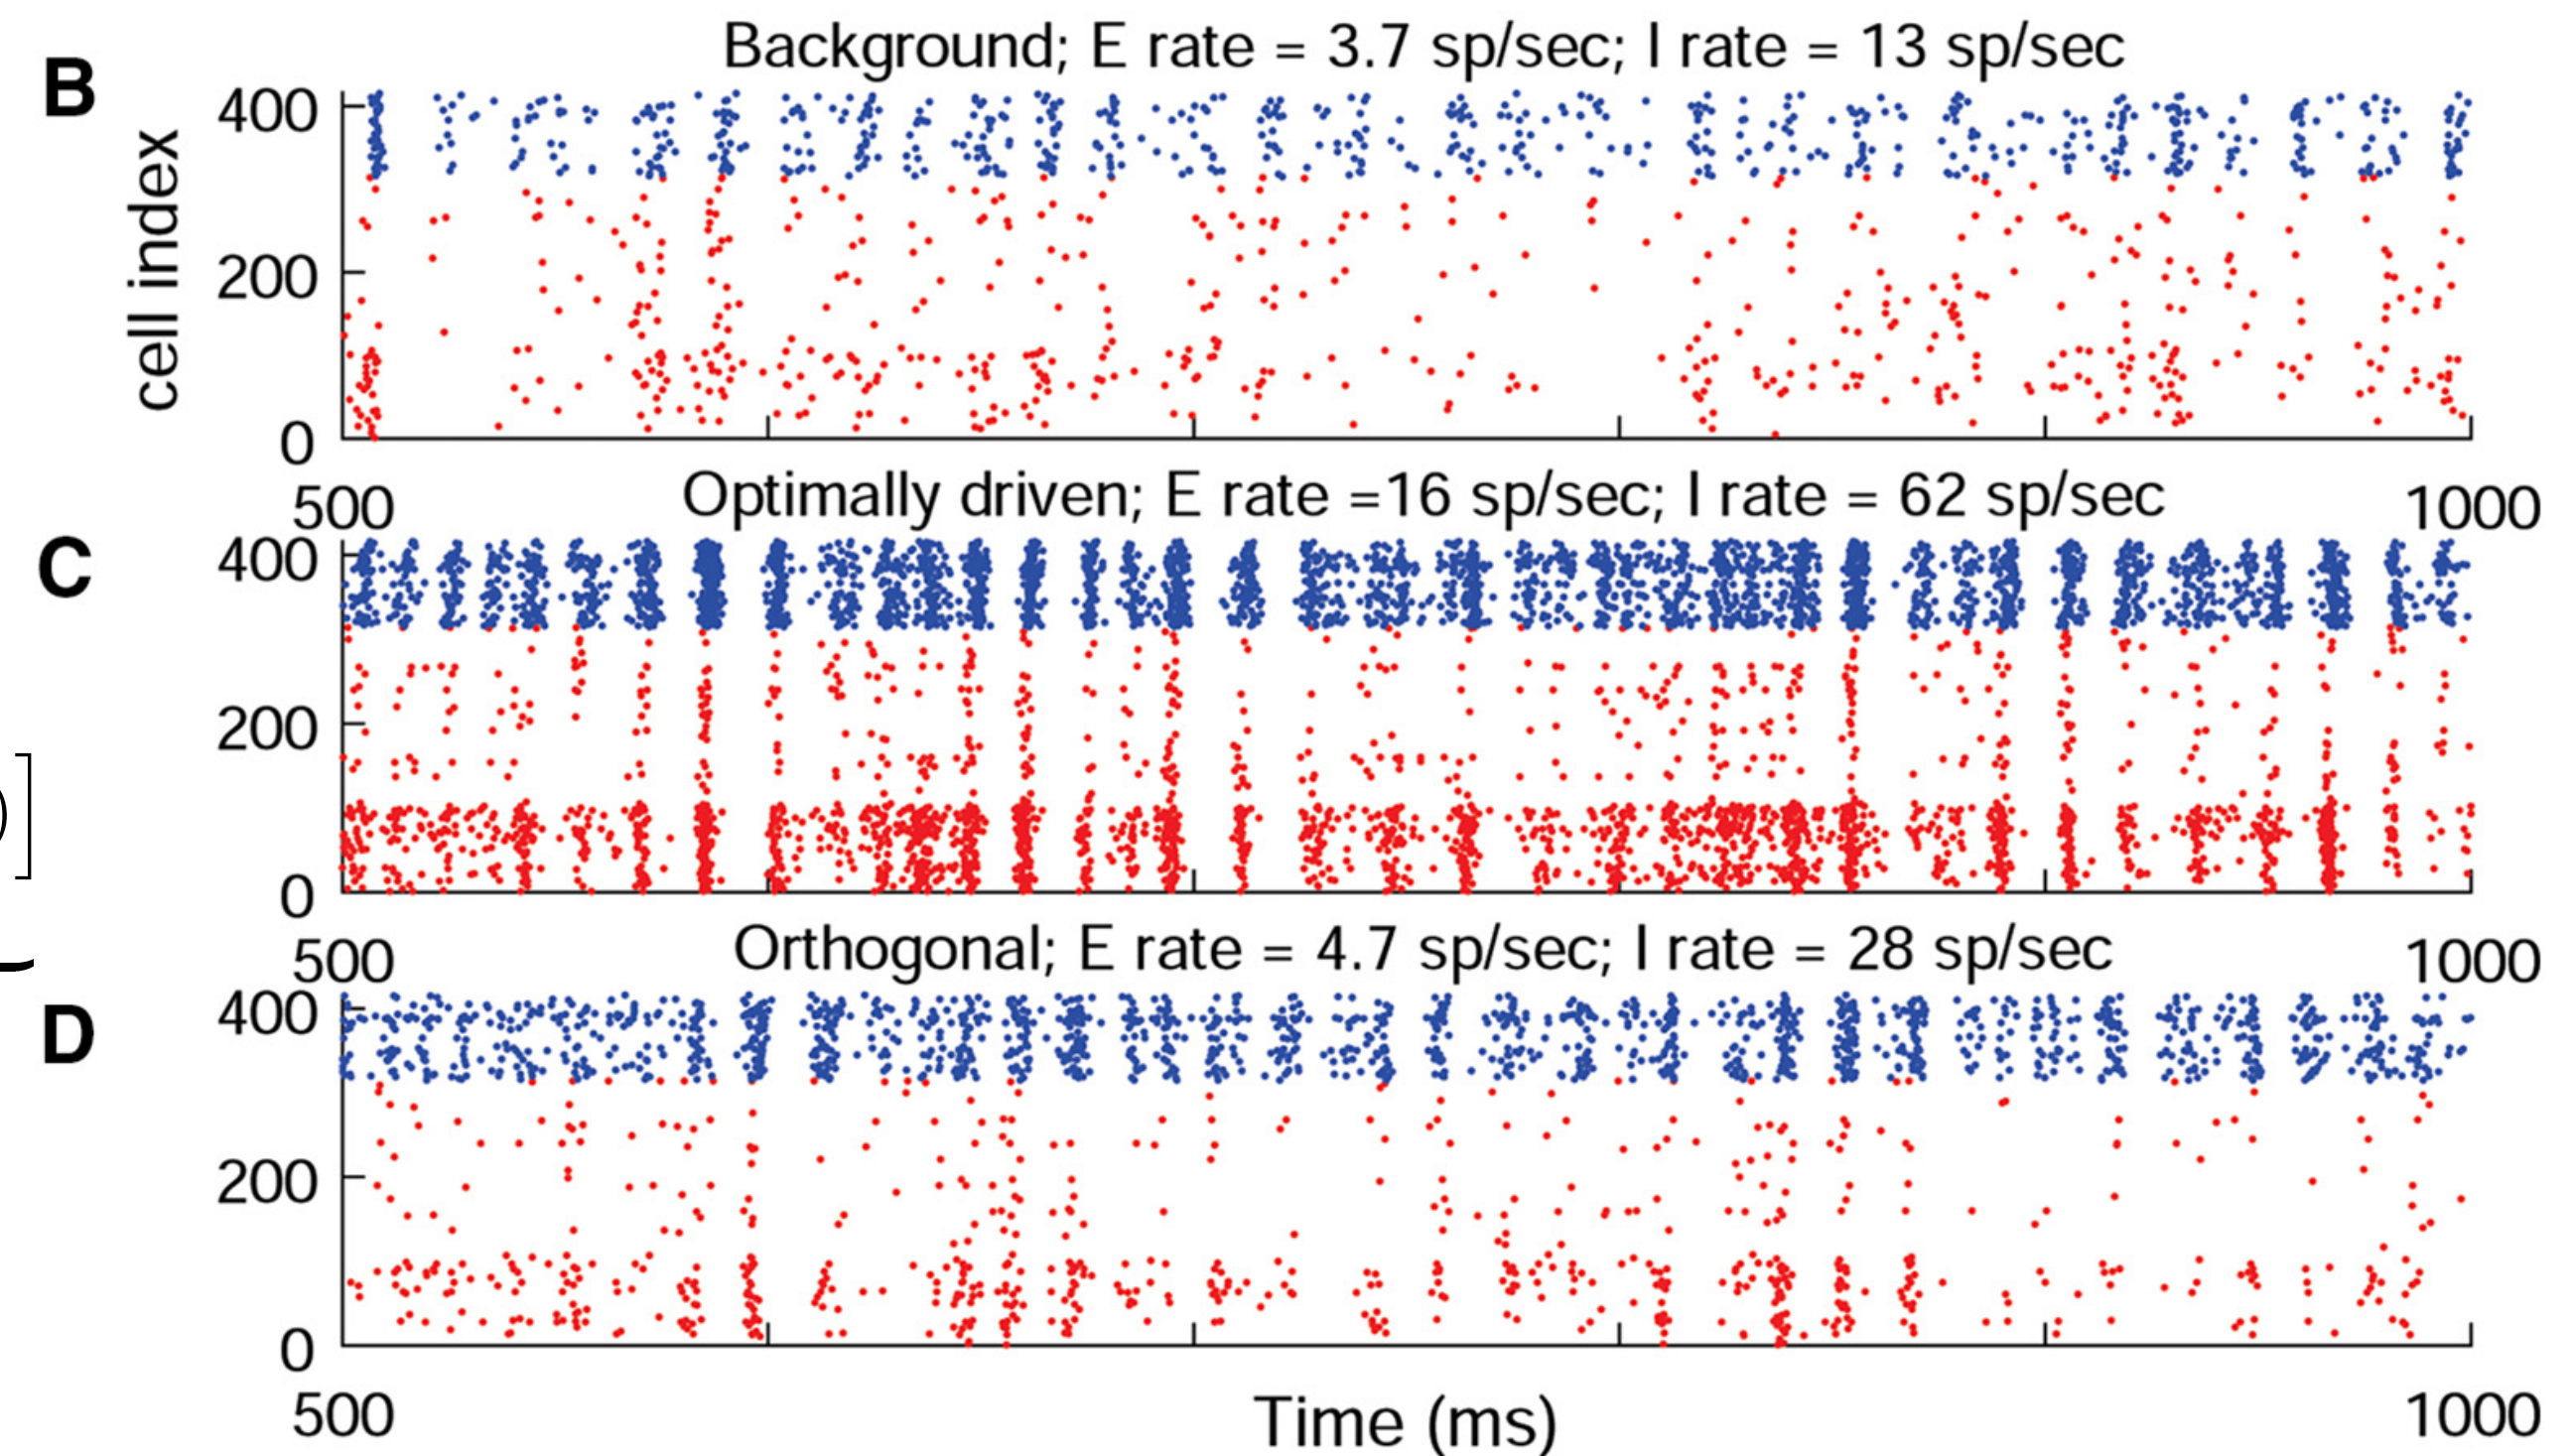 B
Background; E rate = 3.7 sp/sec; I rate = 13 sp/sec
cell index
400
200
0
500
1000
C
Optimally driven; E rate =16 sp/sec; I rate = 62 sp/sec
400
200
0
)]
500
1000
D
Orthogonal; E rate = 4.7 sp/sec; I rate = 28 sp/sec
400
200
0
500
Time (ms)
1000